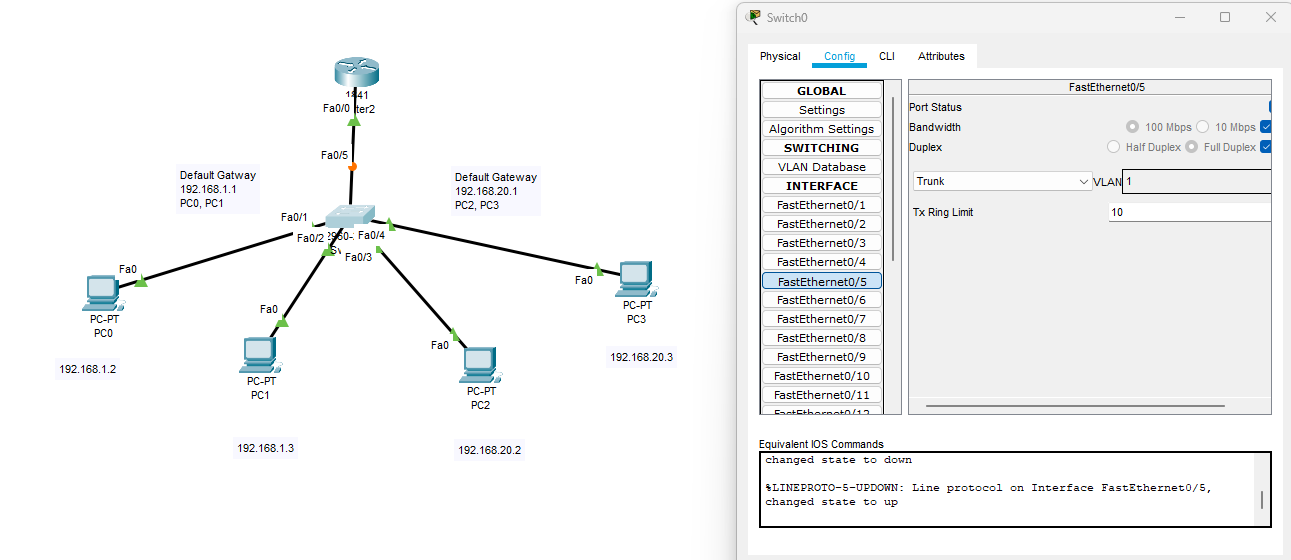 1841
Fa0/0
ter2
Fa0/5
Default Gatway
192.168.1.1
PC0, PC1
Default Gateway
192.168.20.1
PC2, PC3
Fa0/1
Fa0/2
Fa0/4
Fa0/3
Fa0
PC-PT
PC0
192.168.1.2
Fa0
PC-PT
PC1
192.168.1.3
Fa0
PC-PT
PC2
192.168.20.2
Fa0
PC-PT
PC3
192.168.20.3
Switch0
Physical Config CLI Attributes
GLOBAL
Settings
Algorithm Settings
SWITCHING
VLAN Database
INTERFACE
FastEthernet0/1
FastEthernet0/2
FastEthernet0/3
FastEthernet0/4
FastEthernet0/5
FastEthernet0/6
FastEthernet0/7
FastEthernet0/8
FastEthernet0/9
FastEthernet0/10
FastEthernet0/11
FastEthernet0/12
FastEthernet0/5
Port Status
Bandwidth 100 Mbps 10 Mbps
Duplex Half Duplex Full Duplex
Trunk VLAN 1
Tx Ring Limit 10
Equivalent IOS Commands
changed state to down
%LINEPROTO-5-UPDOWN: Line protocol on Interface FastEthernet0/5,
changed state to up